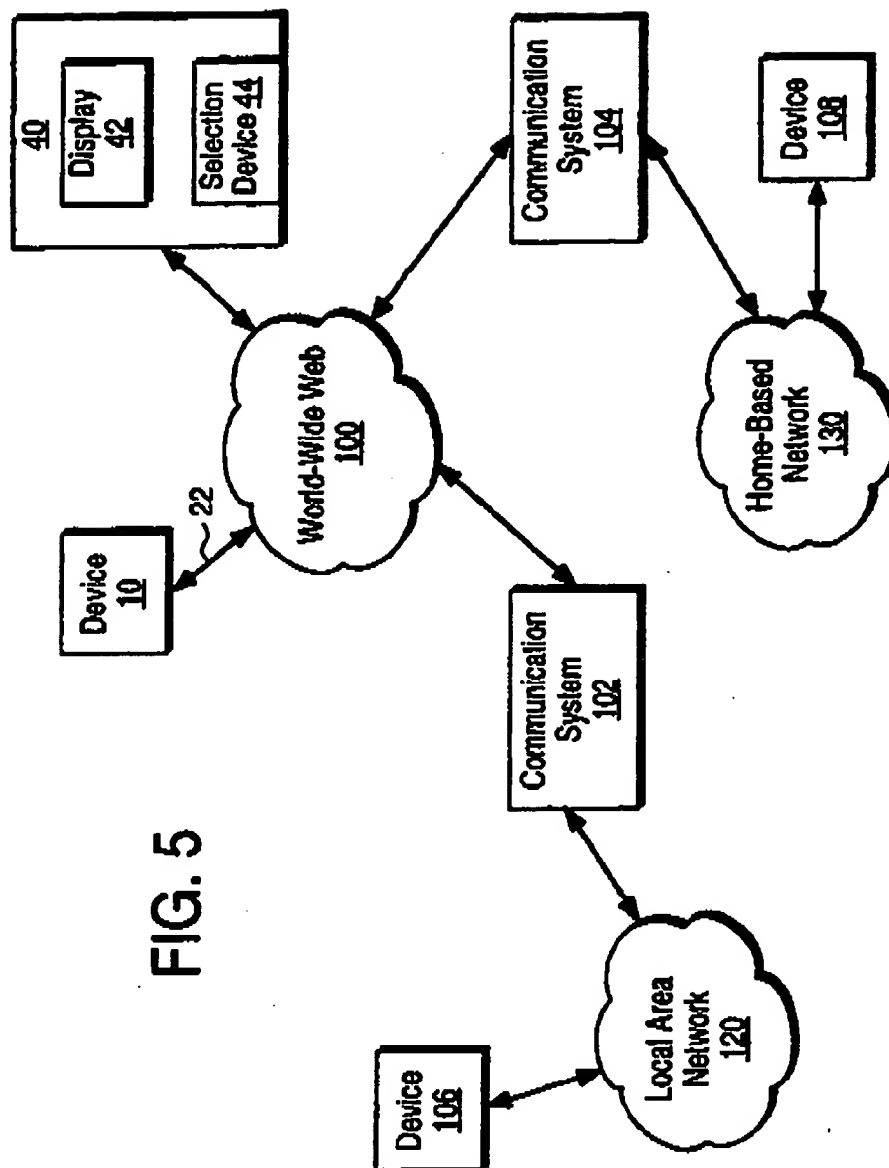 FIG. 5
Device
10
22
40
Display
42
Selection
Device 44
World-Wide Web
100
Communication
System
102
Communication
System
104
Device
106
Local Area
Network
120
Home-Based
Network
130
Device
108